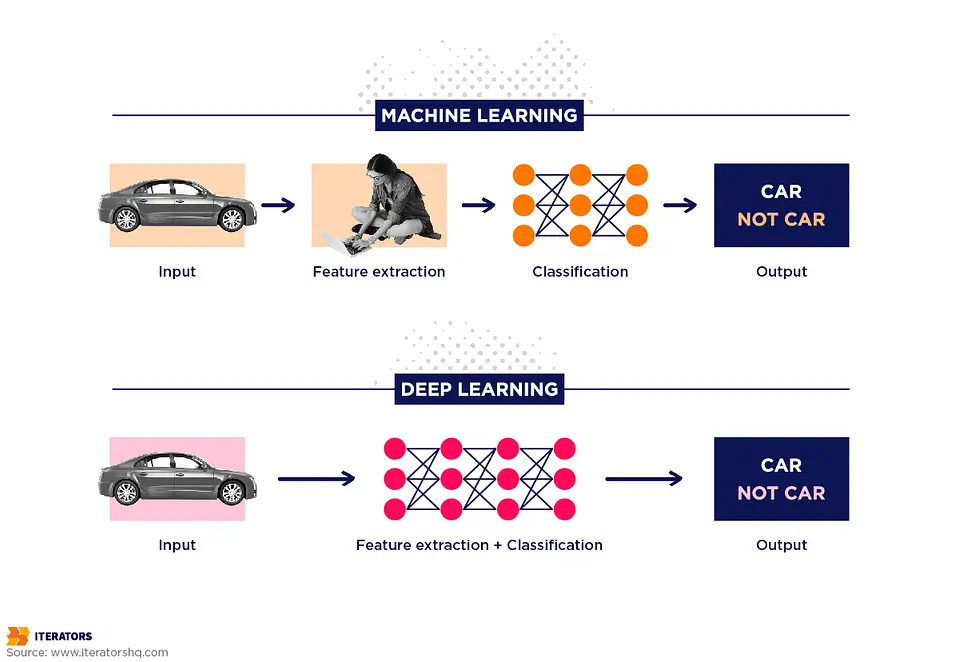 MACHINE LEARNING
CAR
NOT CAR
Input
Feature extraction
Classification
Output
DEEP LEARNING
CAR
NOT CAR
Input
Feature extraction + Classification
Output
ITERATORS
Source: www.iteratorshq.com